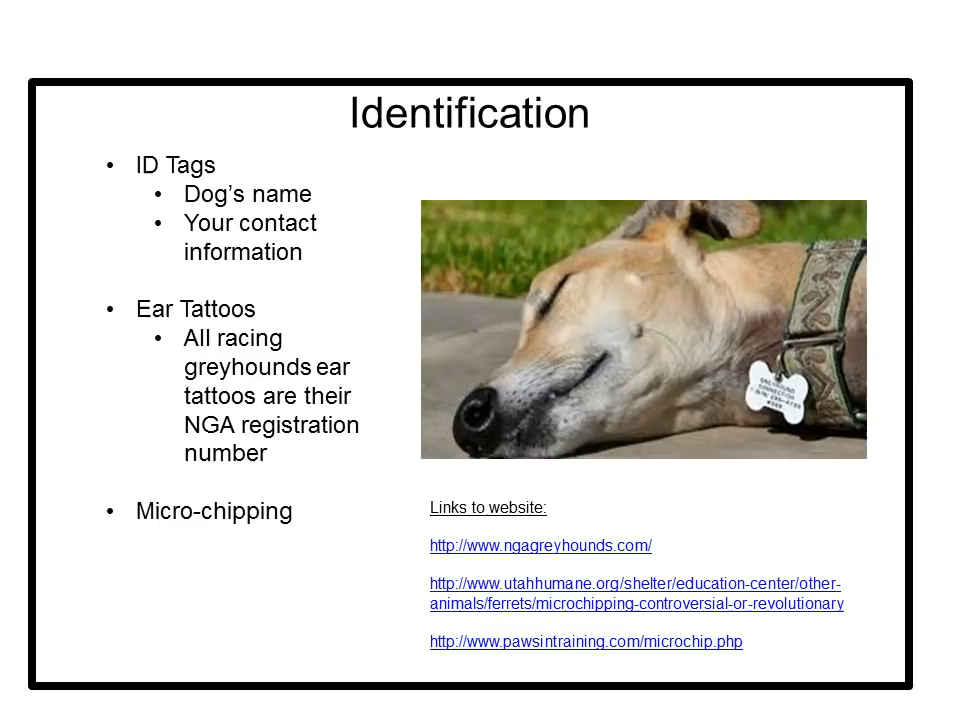 Identification
• ID Tags
• Dog’s name
• Your contact
information
• Ear Tattoos
• All racing
greyhounds ear
tattoos are their
NGA registration
number
• Micro-chipping
GREYHOUND
CONNECTION
Links to website:
http://www.ngagreyhounds.com/
http://www.utahhumane.org/shelter/education-center/other-
animals/ferrets/microchipping-controversial-or-revolutionary
http://www.pawsintraining.com/microchip.php